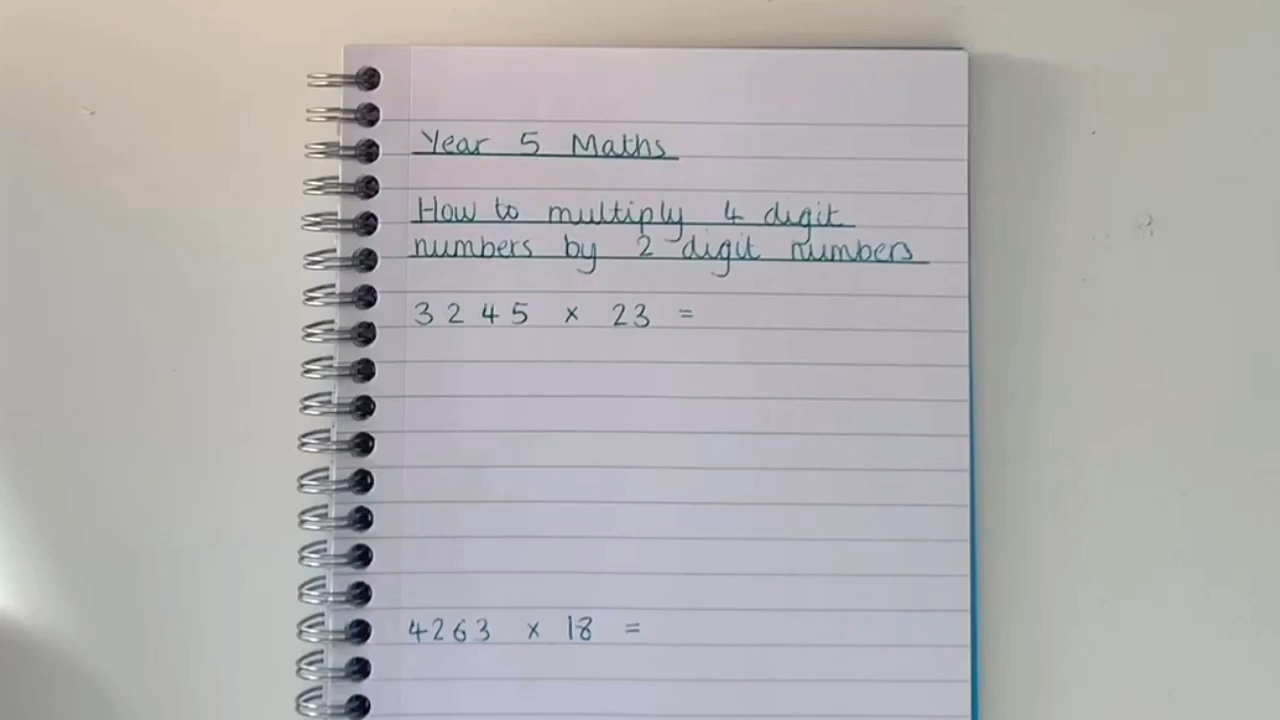 Year 5 Maths
How to multiply 4 digit
numbers by 2 digit numbers
3245 × 23 =
4263 × 18 =